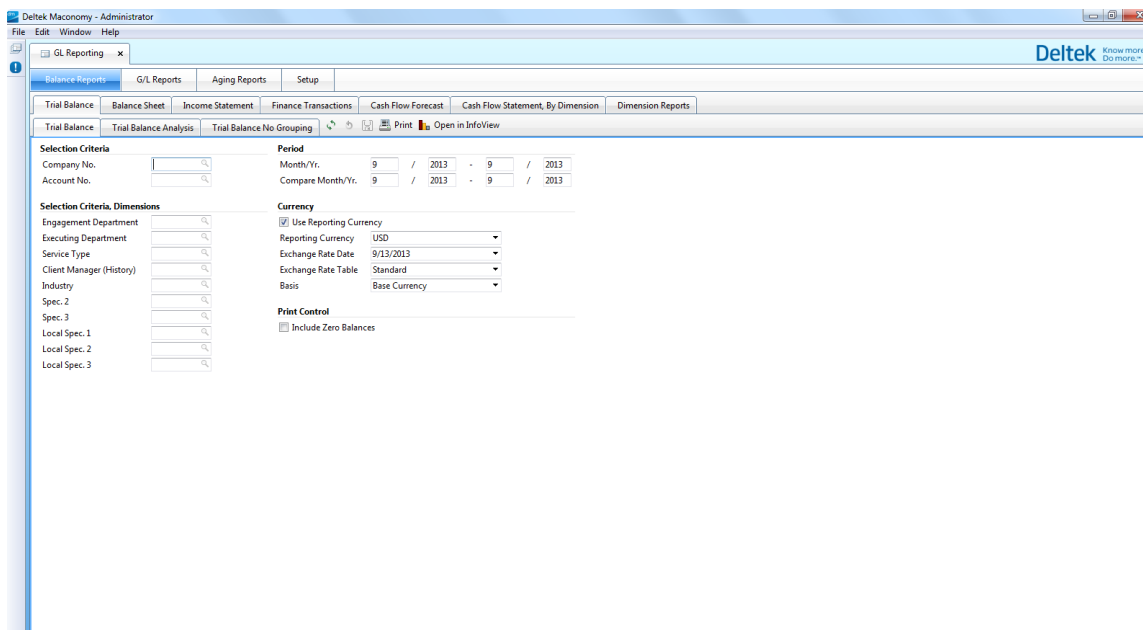 Deltek Maconomy - Administrator
File Edit Window Help
GL Reporting
Deltek Know more. Do more.™
Balance Reports G/L Reports Aging Reports Setup
Trial Balance Balance Sheet Income Statement Finance Transactions Cash Flow Forecast Cash Flow Statement, By Dimension Dimension Reports
Trial Balance Trial Balance Analysis Trial Balance No Grouping Print Open in InfoView
Selection Criteria Period
Company No. Month/Yr. 9 / 2013 - 9 / 2013
Account No. Compare Month/Yr. 9 / 2013 - 9 / 2013
Selection Criteria, Dimensions Currency
Engagement Department Use Reporting Currency
Executing Department Reporting Currency USD
Service Type Exchange Rate Date 9/13/2013
Client Manager (History) Exchange Rate Table Standard
Industry Basis Base Currency
Spec. 2
Spec. 3 Print Control
Local Spec. 1 Include Zero Balances
Local Spec. 2
Local Spec. 3